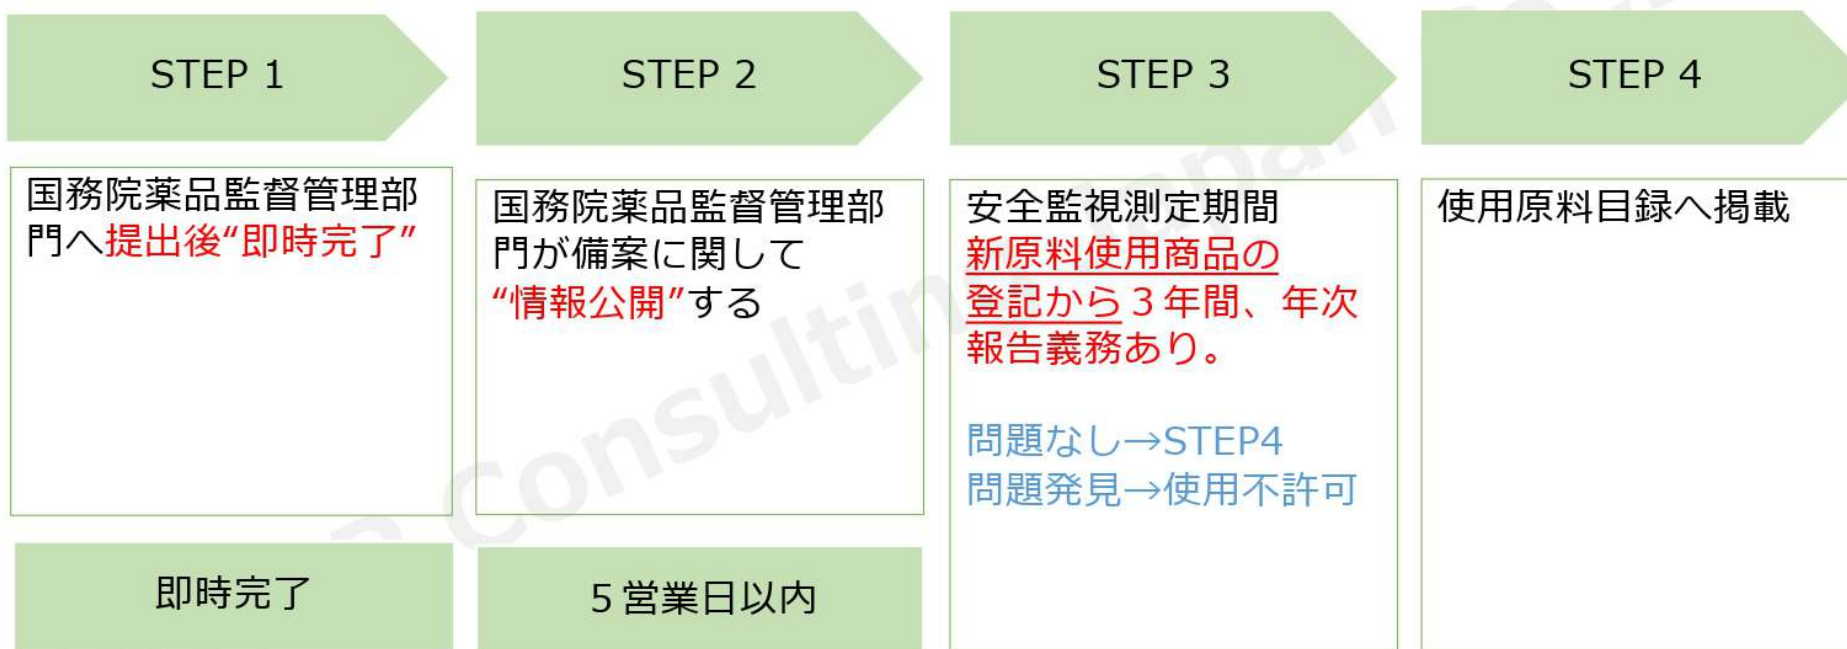 STEP 1
STEP 2
STEP 3
STEP 4
国務院薬品監督管理部
門へ提出後“即時完了”
国務院薬品監督管理部
門が備案に関して
“情報公開”する
安全監視測定期間
新原料使用商品の
登記から３年間、年次
報告義務あり。
問題なし→STEP4
問題発見→使用不許可
使用原料目録へ掲載
即時完了
５営業日以内
Consulting Japan